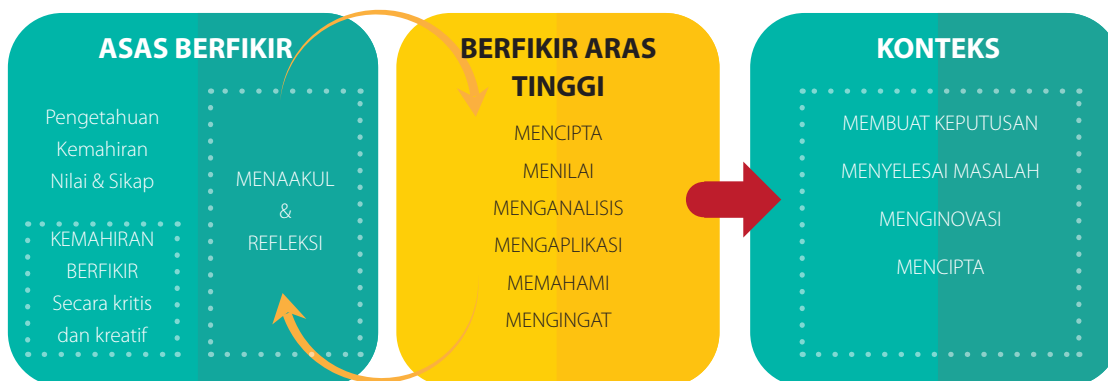 ASAS BERFIKIR
Pengetahuan
Kemahiran
Nilai & Sikap
KEMAHIRAN
BERFIKIR
Secara kritis
dan kreatif
MENAAKUL
&
REFLEKSI
BERFIKIR ARAS
TINGGI
MENCIPTA
MENILAI
MENGANALISIS
MENGAPLIKASI
MEMAHAMI
MENGINGAT
KONTEKS
MEMBUAT KEPUTUSAN
MENYELESAI MASALAH
MENGINOVASI
MENCIPTA